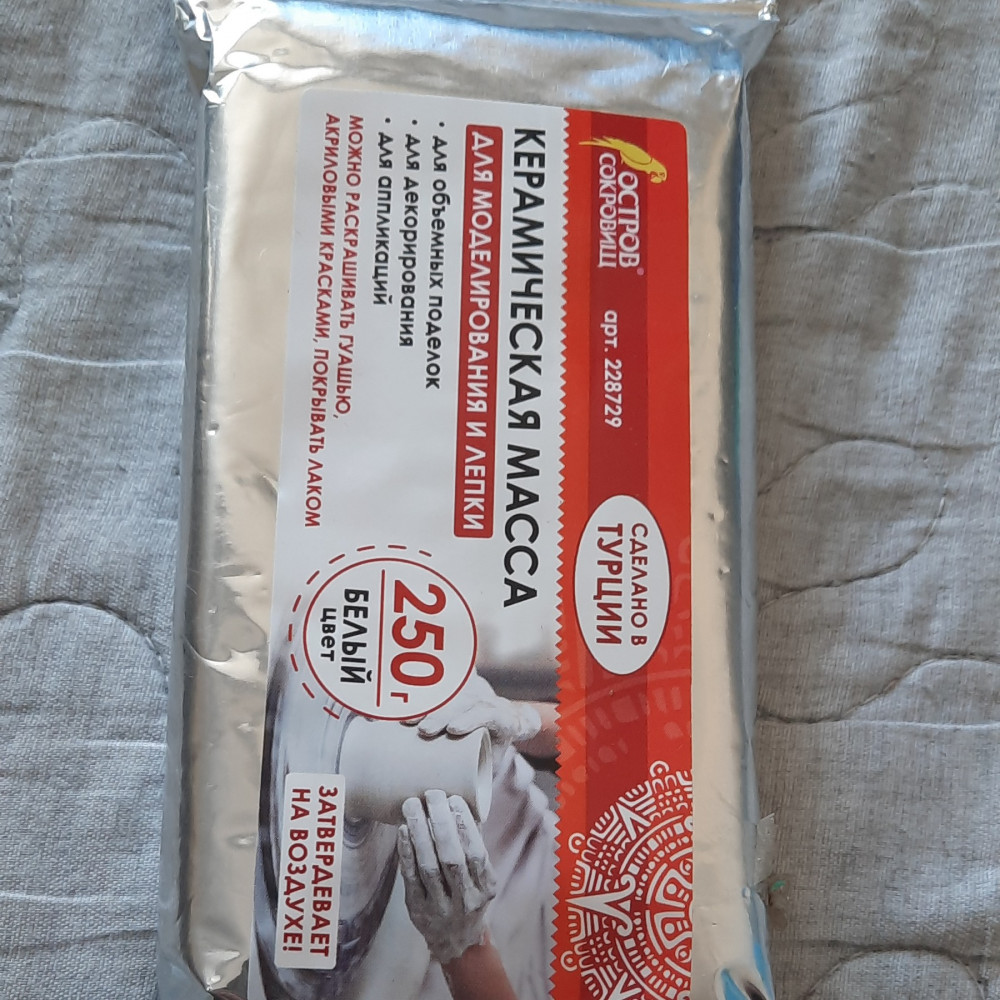 ОСТРОВ
СОКРОВИЩ®
арт. 228729
СДЕЛАНО В
ТУРЦИИ
КЕРАМИЧЕСКАЯ МАССА
ДЛЯ МОДЕЛИРОВАНИЯ И ЛЕПКИ
• для объемных поделок
• для декорирования
• для аппликаций
МОЖНО РАСКРАШИВАТЬ ГУАШЬЮ,
АКРИЛОВЫМИ КРАСКАМИ, ПОКРЫВАТЬ ЛАКОМ
250 г
БЕЛЫЙ
цвет
ЗАТВЕРДЕВАЕТ
НА ВОЗДУХЕ!